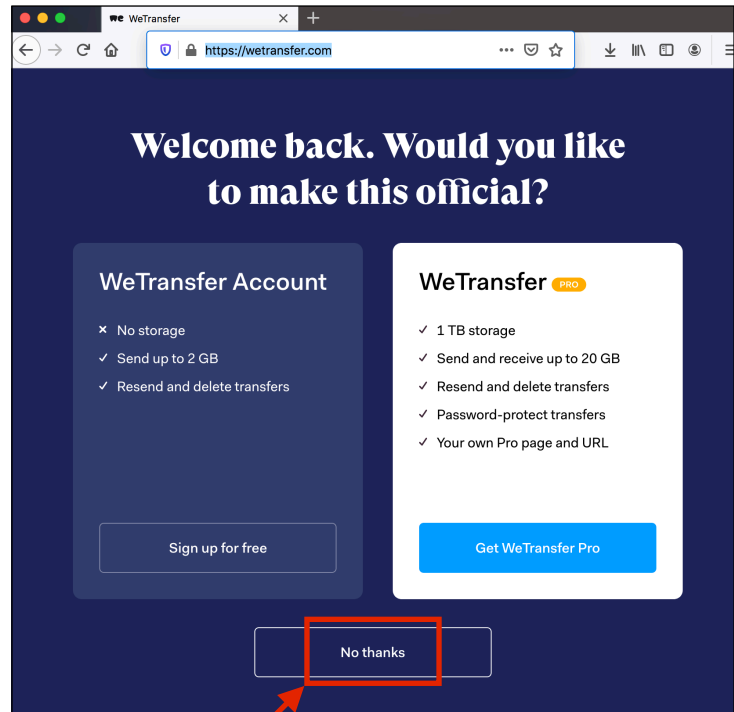 we WeTransfer
https://wetransfer.com
Welcome back. Would you like
to make this official?
WeTransfer Account
No storage
Send up to 2 GB
Resend and delete transfers
Sign up for free
WeTransfer PRO
1 TB storage
Send and receive up to 20 GB
Resend and delete transfers
Password-protect transfers
Your own Pro page and URL
Get WeTransfer Pro
No thanks